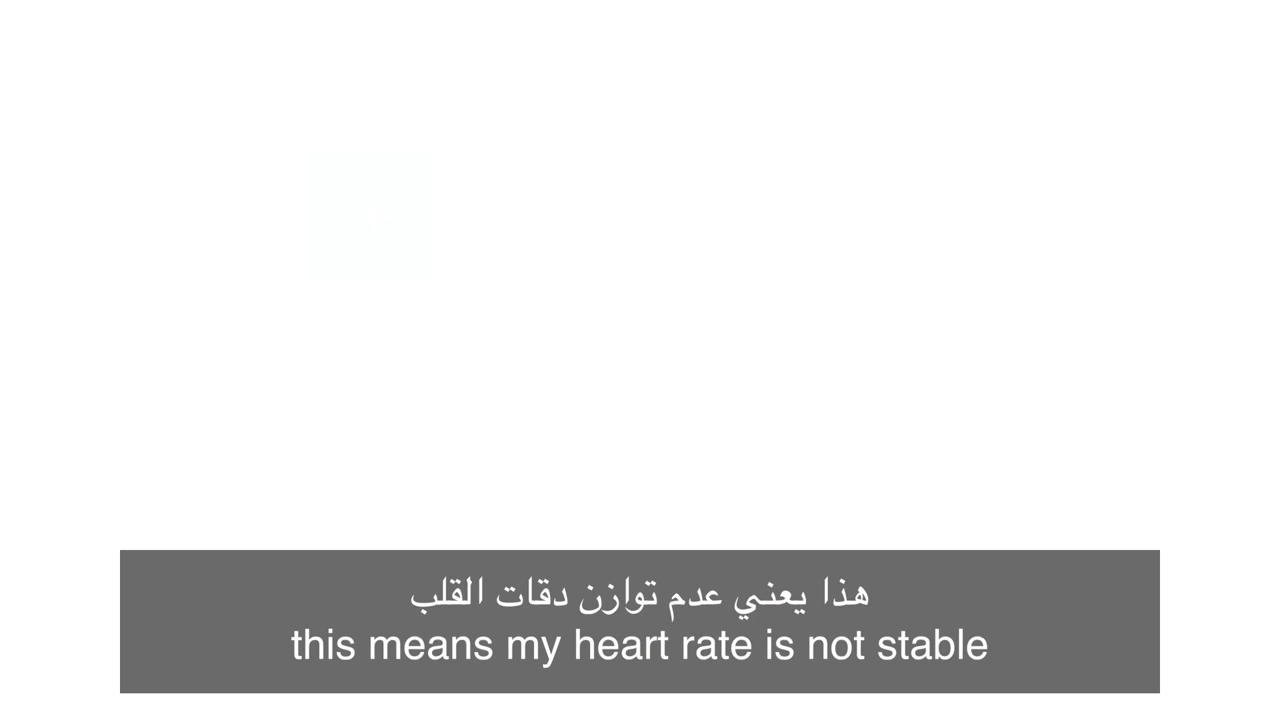 هذا يعني عدم توازن دقات القلب
this means my heart rate is not stable